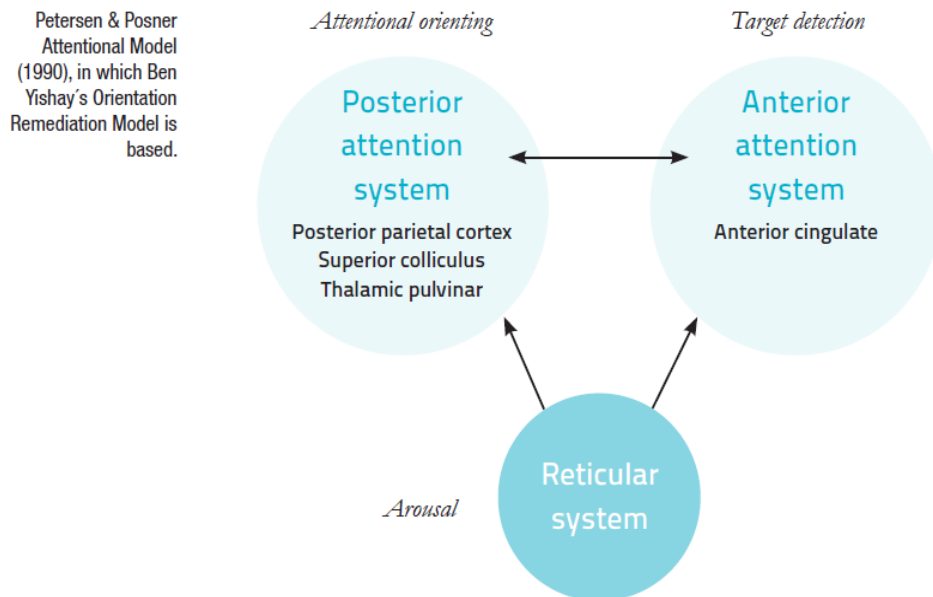 Petersen & Posner
Attentional Model
(1990), in which Ben
Yishay´s Orientation
Remediation Model is
based.
Attentional orienting
Target detection
Posterior
attention
system
Posterior parietal cortex
Superior colliculus
Thalamic pulvinar
Anterior
attention
system
Anterior cingulate
Arousal
Reticular
system